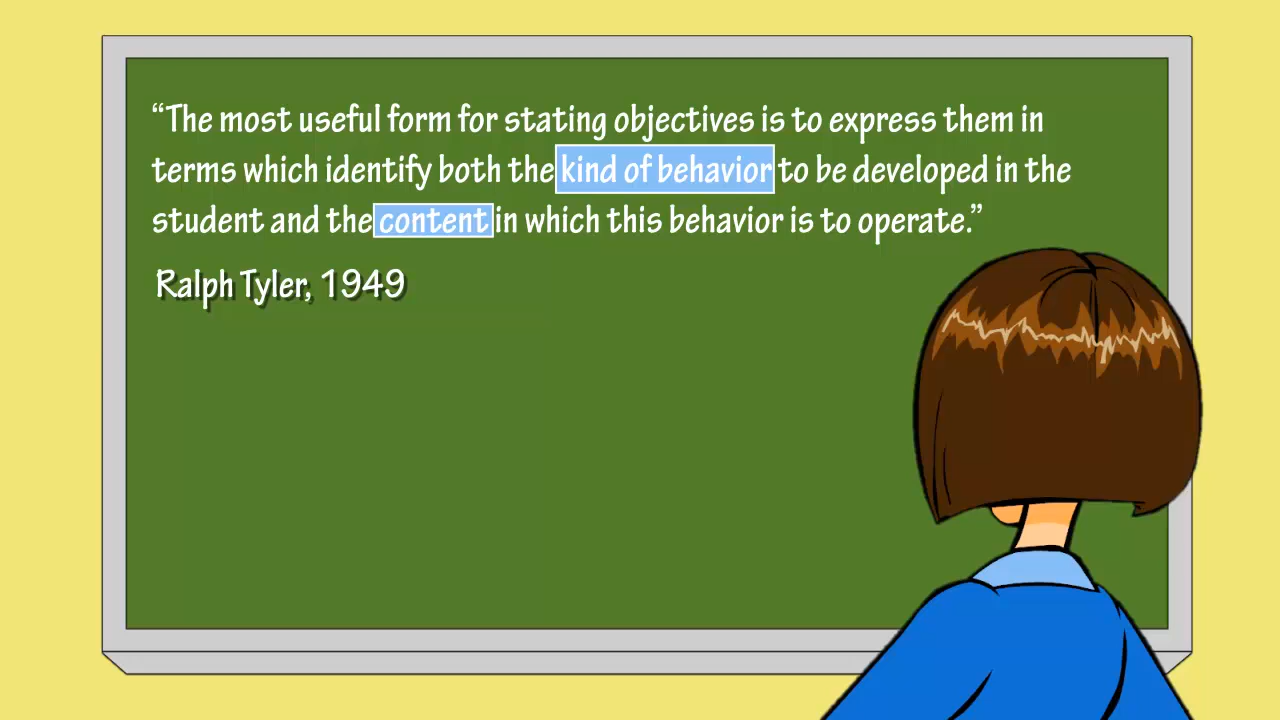 “The most useful form for stating objectives is to express them in
terms which identify both the kind of behavior to be developed in the
student and the content in which this behavior is to operate.”
Ralph Tyler, 1949